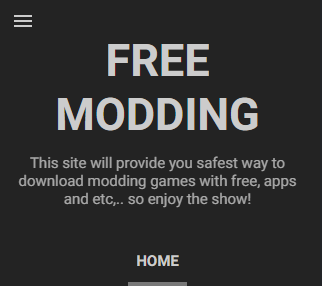 FREE
MODDING
This site will provide you safest way to
download modding games with free, apps
and etc,.. so enjoy the show!
HOME